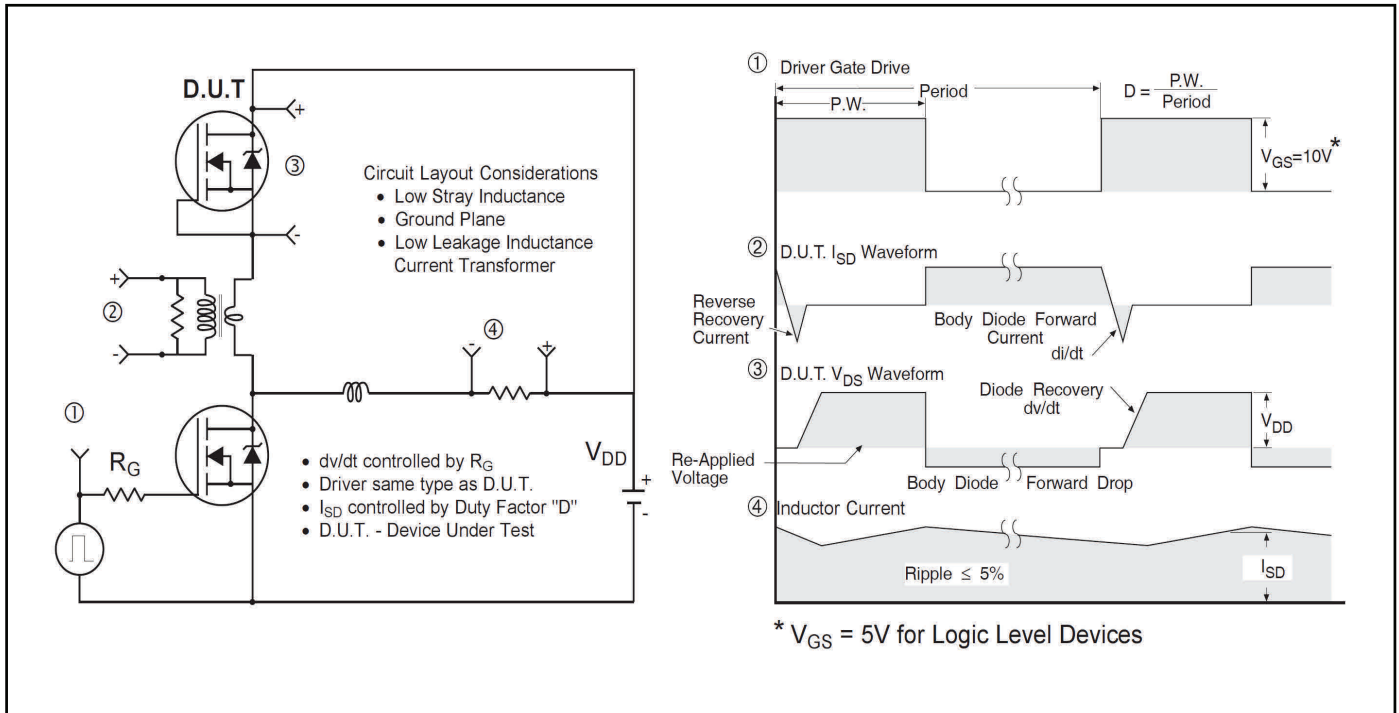 D.U.T
+
③
-
Circuit Layout Considerations
• Low Stray Inductance
• Ground Plane
• Low Leakage Inductance
Current Transformer
+
②
-
④
-
+
①
R_G
V_DD
+
-
• dv/dt controlled by R_G
• Driver same type as D.U.T.
• I_SD controlled by Duty Factor "D"
• D.U.T. - Device Under Test
① Driver Gate Drive
Period
P.W.
D = P.W.
Period
V_GS=10V*
② D.U.T. I_SD Waveform
Reverse
Recovery
Current
Body Diode Forward
Current
di/dt
③ D.U.T. V_DS Waveform
Diode Recovery
dv/dt
V_DD
Re-Applied
Voltage
Body Diode Forward Drop
④ Inductor Current
Ripple ≤ 5%
I_SD
* V_GS = 5V for Logic Level Devices